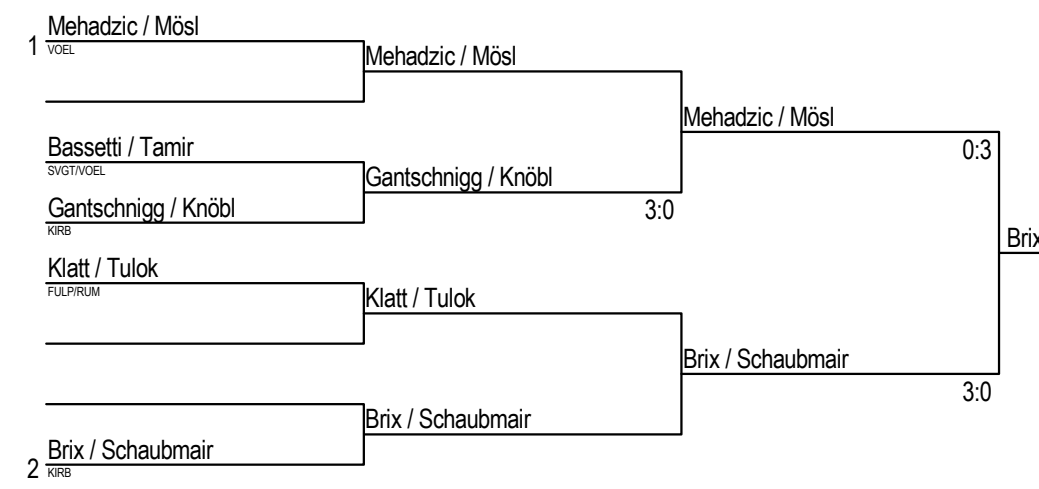 Mehadzic / Mösl
1 VOEL
Mehadzic / Mösl
Mehadzic / Mösl
0:3
Bassetti / Tamir
SVGT/VOEL
Gantschnigg / Knöbl
3:0
Gantschnigg / Knöbl
KIRB
Brix
Klatt / Tulok
FULP/RUM
Klatt / Tulok
Brix / Schaubmair
3:0
Brix / Schaubmair
Brix / Schaubmair
2 KIRB